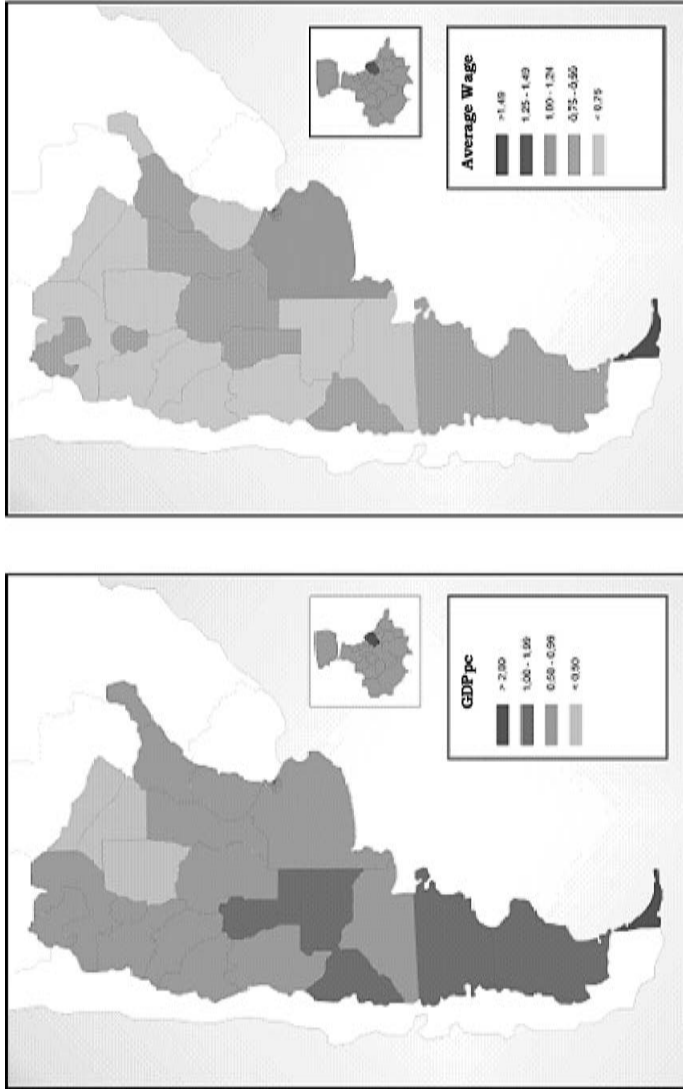 Average Wage
>1,49
1,25 - 1,49
1,00 - 1,24
0,75 - 0,99
< 0,75
GDPpc
> 2,00
1,00 - 1,99
0,50 - 0,99
< 0,50